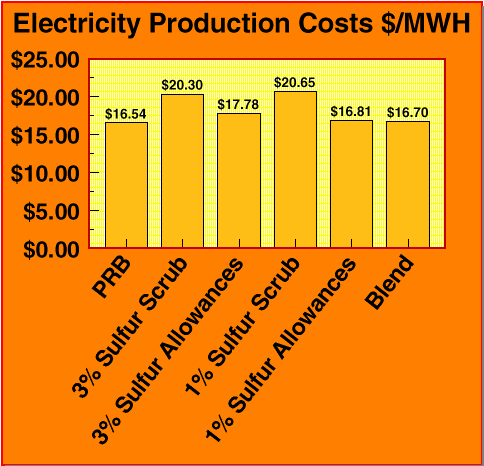 Electricity Production Costs $/MWH
$25.00
$20.00
$15.00
$10.00
$5.00
$0.00
$16.54
$20.30
$17.78
$20.65
$16.81
$16.70
PRB
3% Sulfur Scrub
3% Sulfur Allowances
1% Sulfur Scrub
1% Sulfur Allowances
Blend